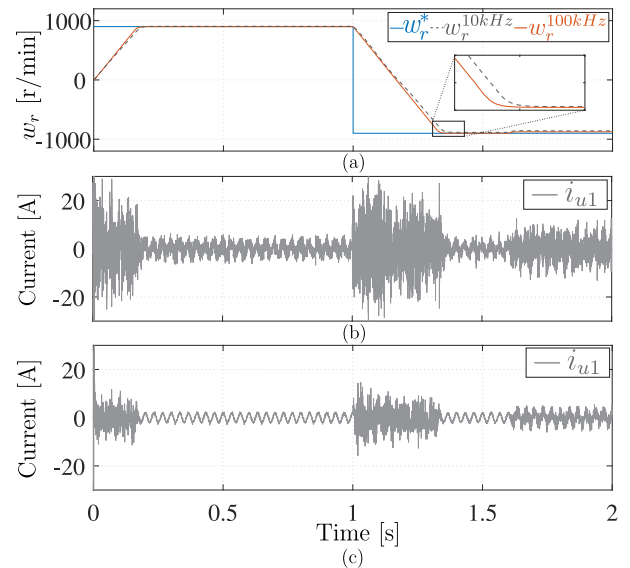 1000
0
-1000
w_r [r/min]
–w_r^* ···w_r^{10kHz} –w_r^{100kHz}
(a)
20
0
-20
Current [A]
i_{u1}
(b)
20
0
-20
Current [A]
i_{u1}
0 0.5 1 1.5 2
Time [s]
(c)